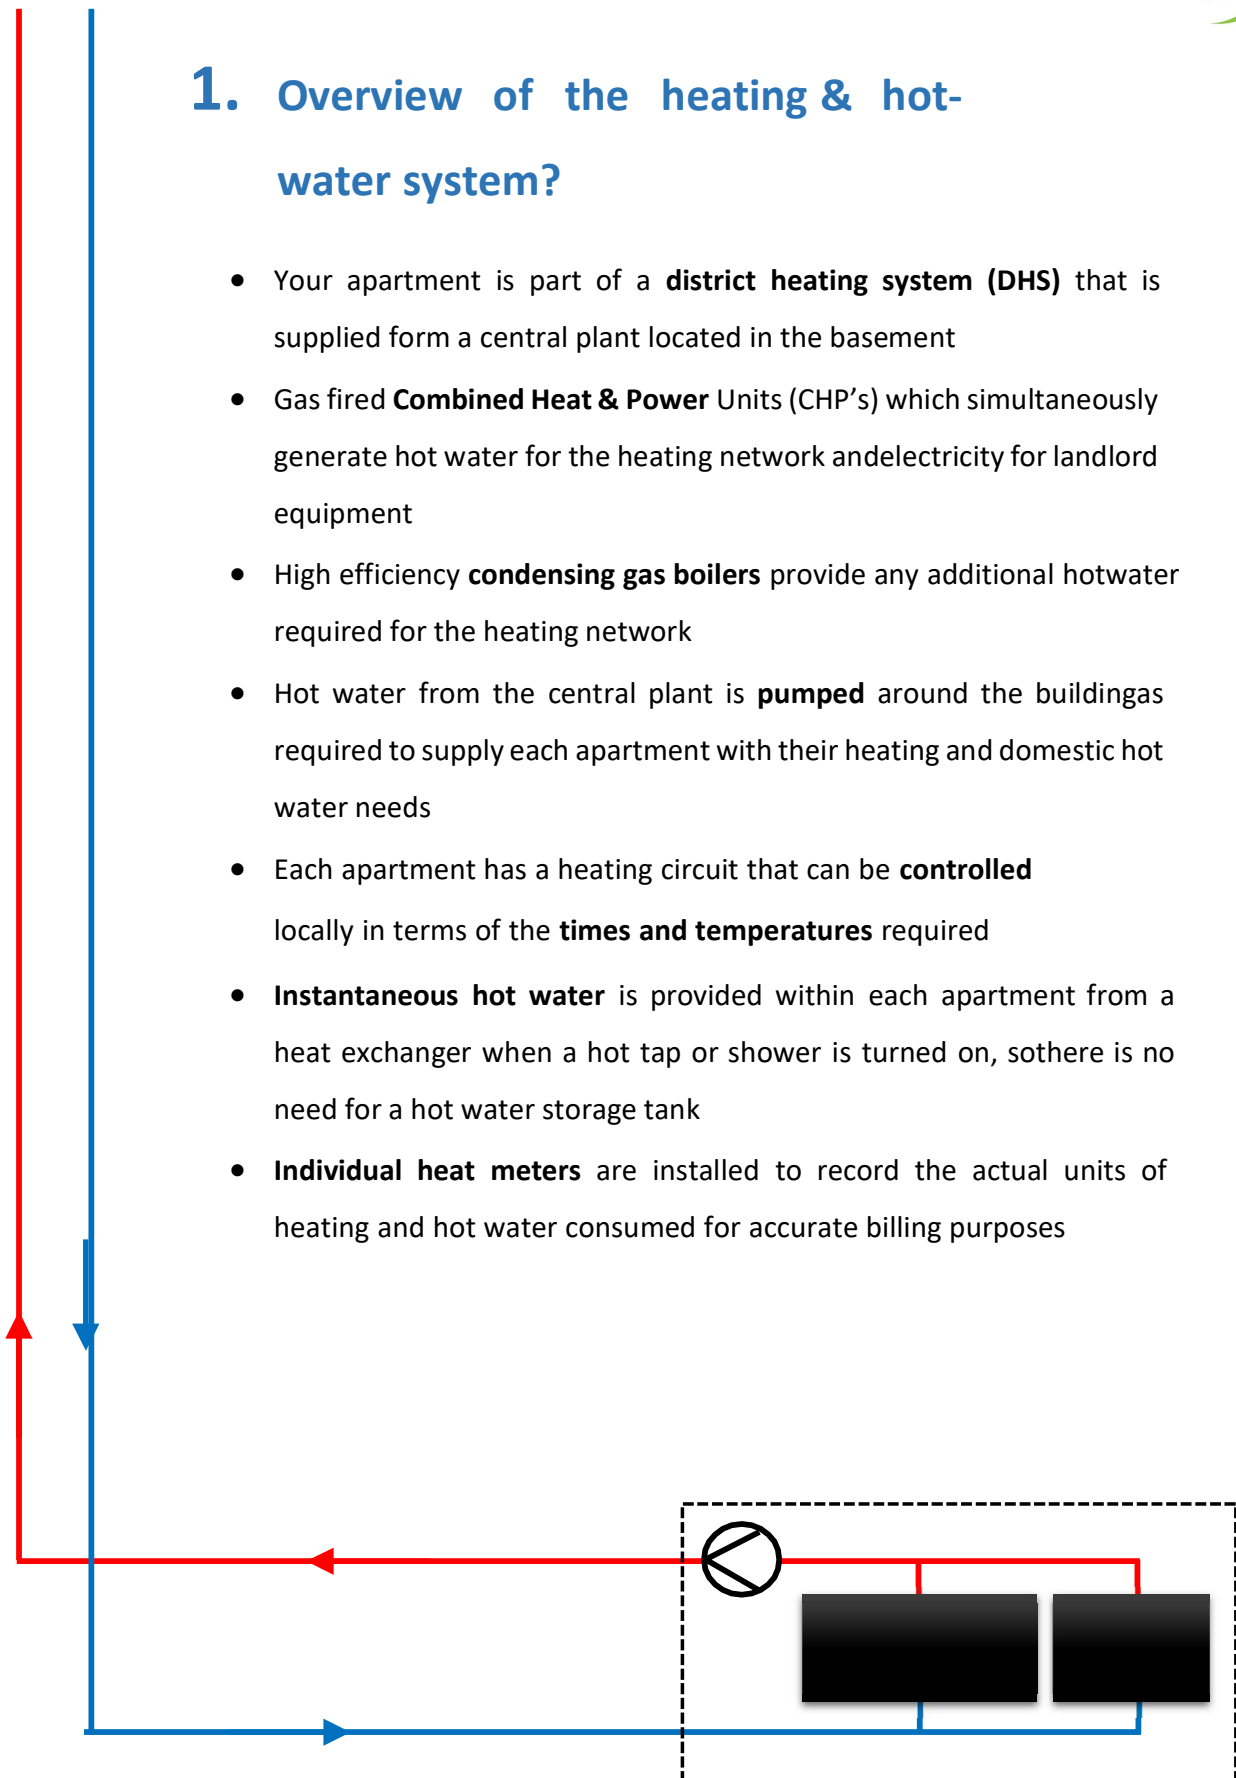 1. Overview of the heating & hot-
water system?
• Your apartment is part of a district heating system (DHS) that is
supplied form a central plant located in the basement
• Gas fired Combined Heat & Power Units (CHP's) which simultaneously
generate hot water for the heating network andelectricity for landlord
equipment
• High efficiency condensing gas boilers provide any additional hotwater
required for the heating network
• Hot water from the central plant is pumped around the buildingas
required to supply each apartment with their heating and domestic hot
water needs
• Each apartment has a heating circuit that can be controlled
locally in terms of the times and temperatures required
• Instantaneous hot water is provided within each apartment from a
heat exchanger when a hot tap or shower is turned on, sothere is no
need for a hot water storage tank
• Individual heat meters are installed to record the actual units of
heating and hot water consumed for accurate billing purposes